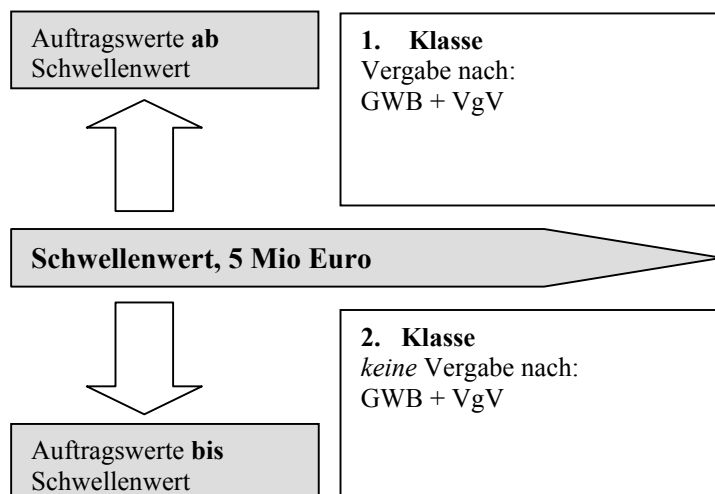 Auftragswerte ab
Schwellenwert
1. Klasse
Vergabe nach:
GWB + VgV
Schwellenwert, 5 Mio Euro
2. Klasse
keine Vergabe nach:
GWB + VgV
Auftragswerte bis
Schwellenwert